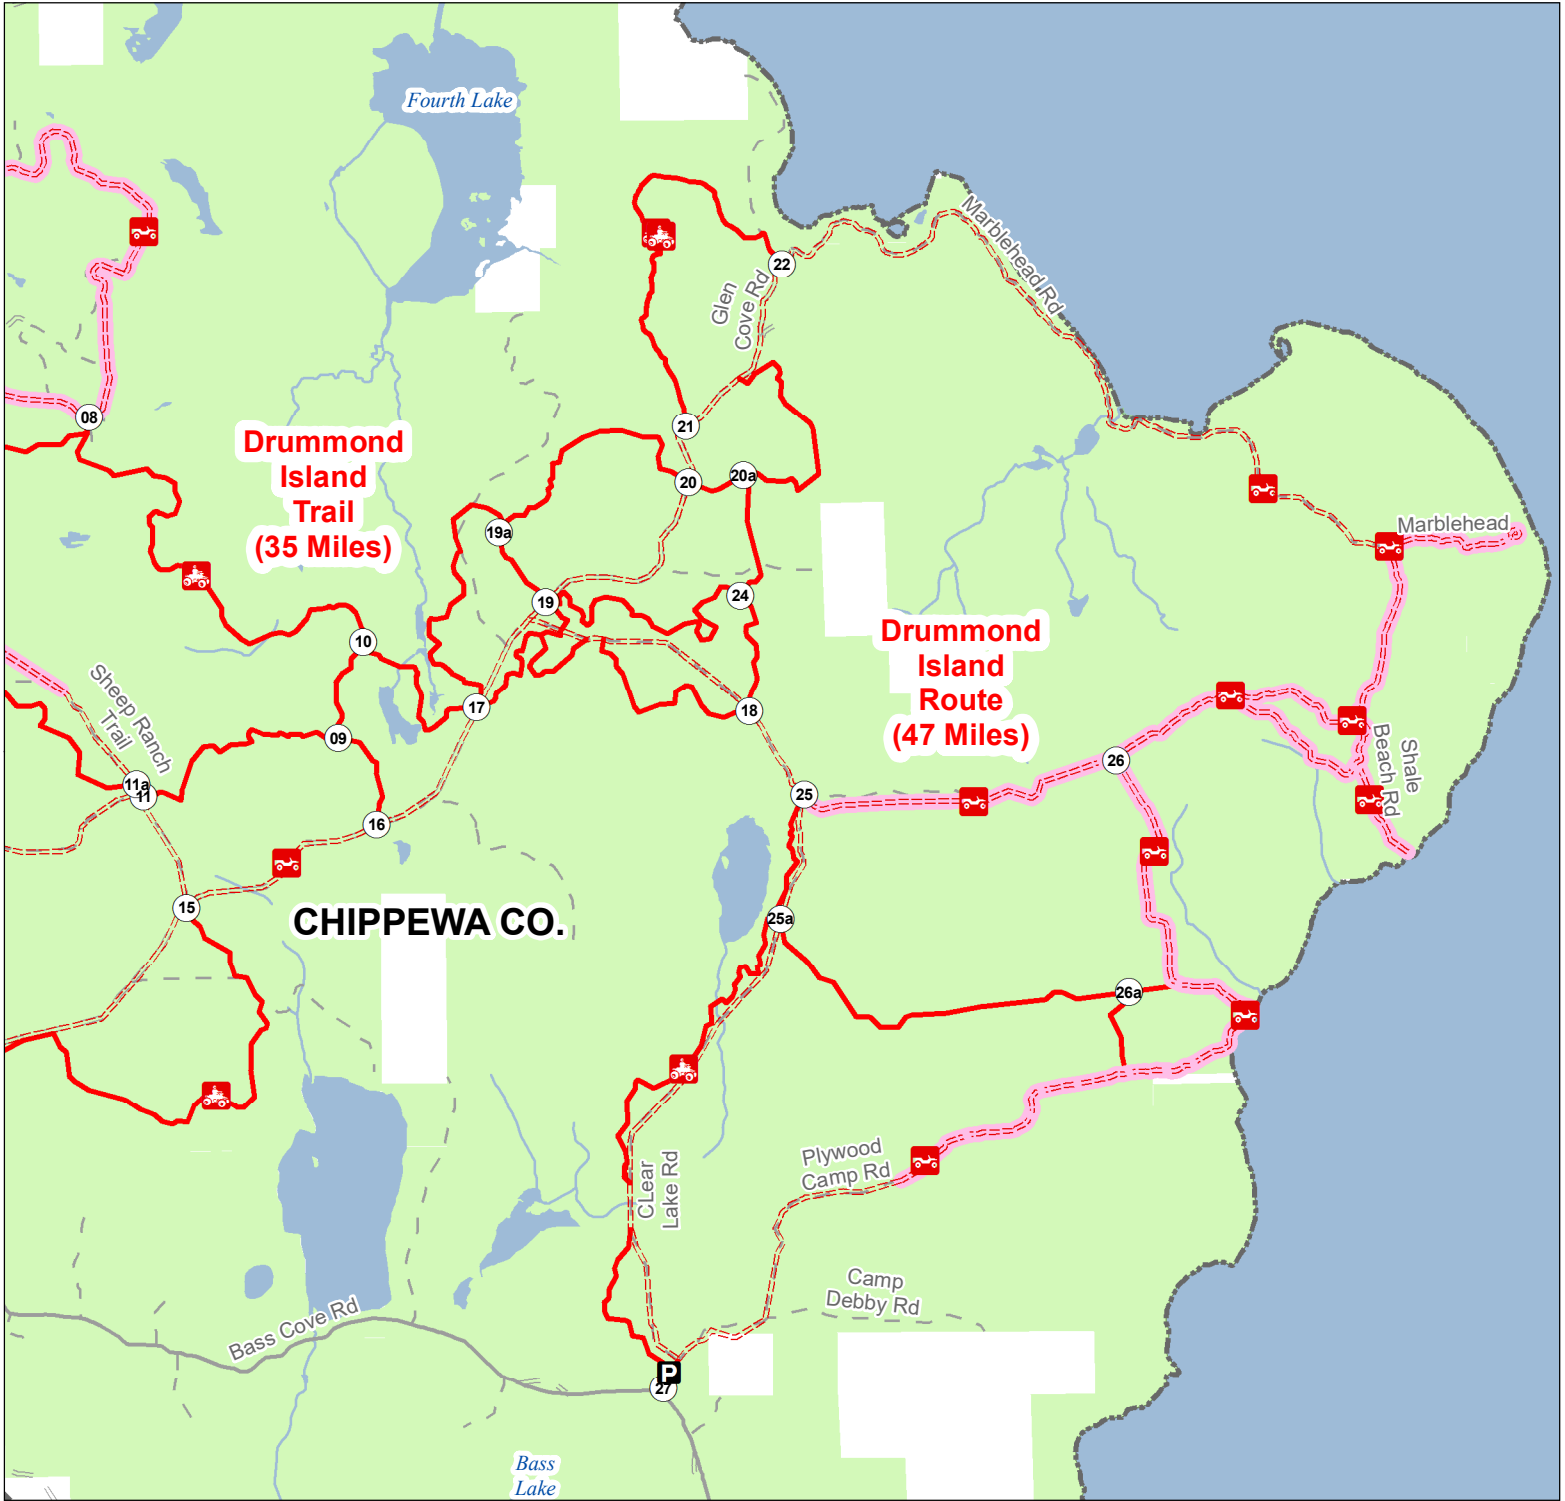 Fourth Lake
Marblehead Rd
22
Glen
Cove Rd
08
21
Drummond
Island
Trail
(35 Miles)
20
20a
19a
Marblehead
19
24
10
Drummond
Island
Route
(47 Miles)
Sheep Ranch
Trail
17
18
09
26
Shale
Beach Rd
11a
11
25
16
15
CHIPPEWA CO.
25a
26a
Plywood
Camp Rd
CLear
Lake Rd
Camp
Debby Rd
Bass Cove Rd
P
27
Bass
Lake